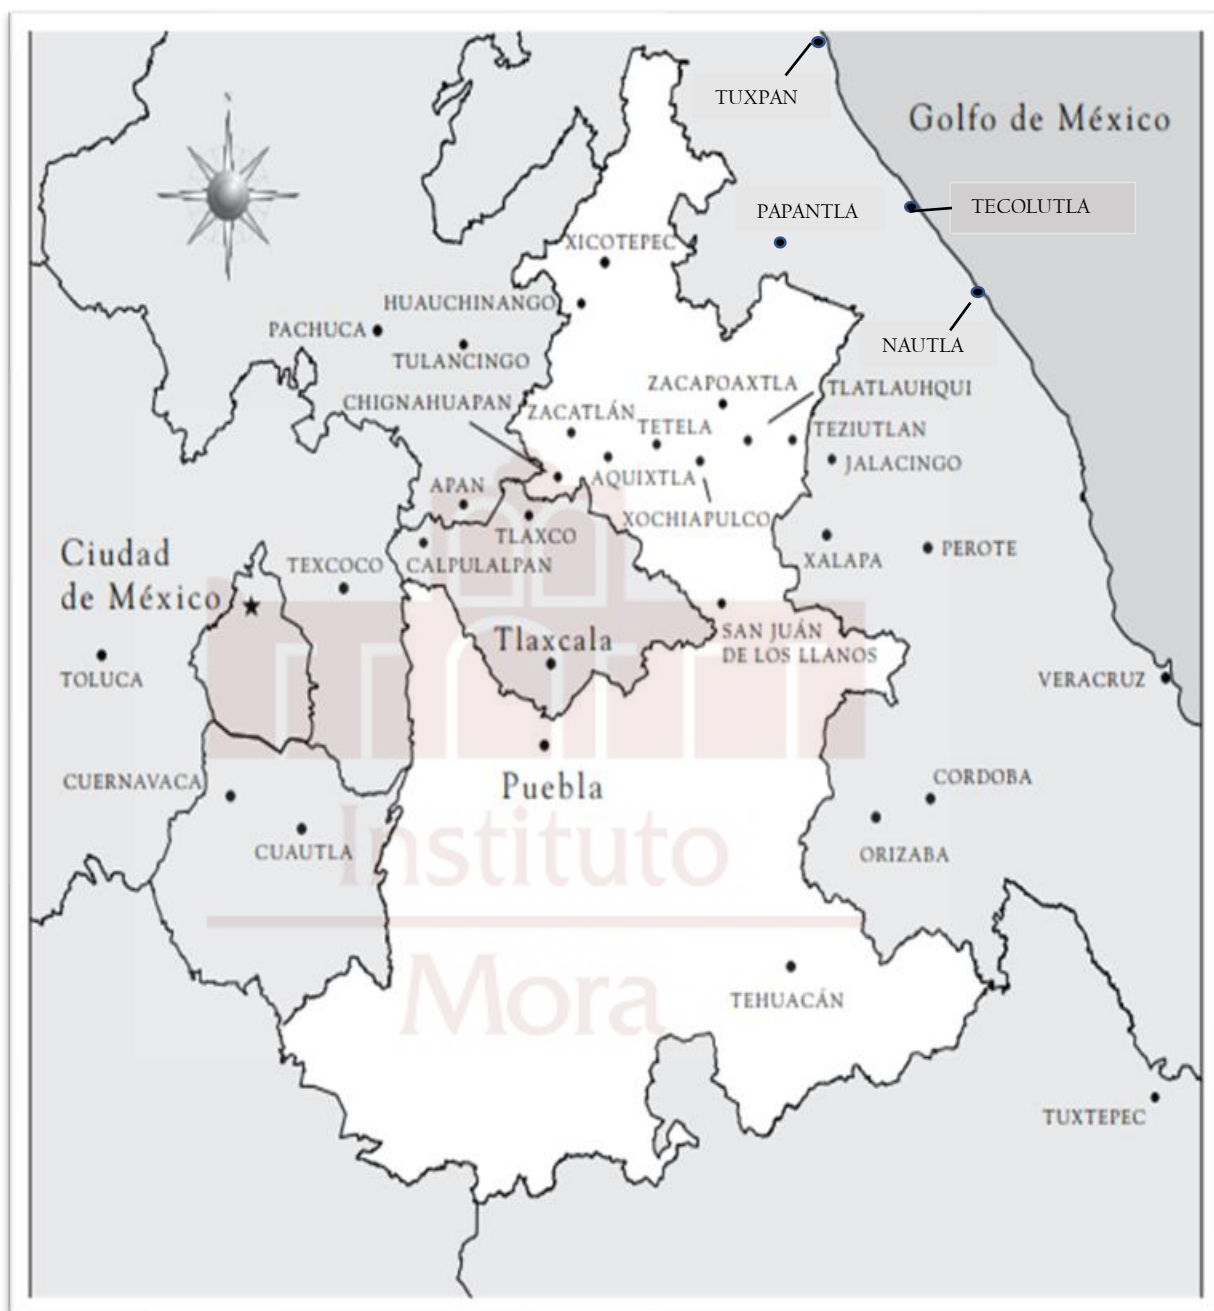 TUXPAN
Golfo de México
PAPANTLA
TECOLUTLA
XICOTEPEC
HUAUCHINANGO
PACHUCA
NAUTLA
TULANCINGO
ZACAPOAXTLA
TLATLAUHQUI
CHIGNAHUAPAN
ZACATLÁN
TETELA
TEZIUTLAN
JALACINGO
AQUIXTLA
APAN
XOCHIAPULCO
TLAXCO
PEROTE
Ciudad
de México
TEXCOCO
CALPULALPAN
XALAPA
SAN JUÁN
DE LOS LLANOS
Tlaxcala
TOLUCA
VERACRUZ
CUERNAVACA
Puebla
CORDOBA
CUAUTLA
ORIZABA
Instituto
Mora
TEHUACÁN
TUXTEPEC